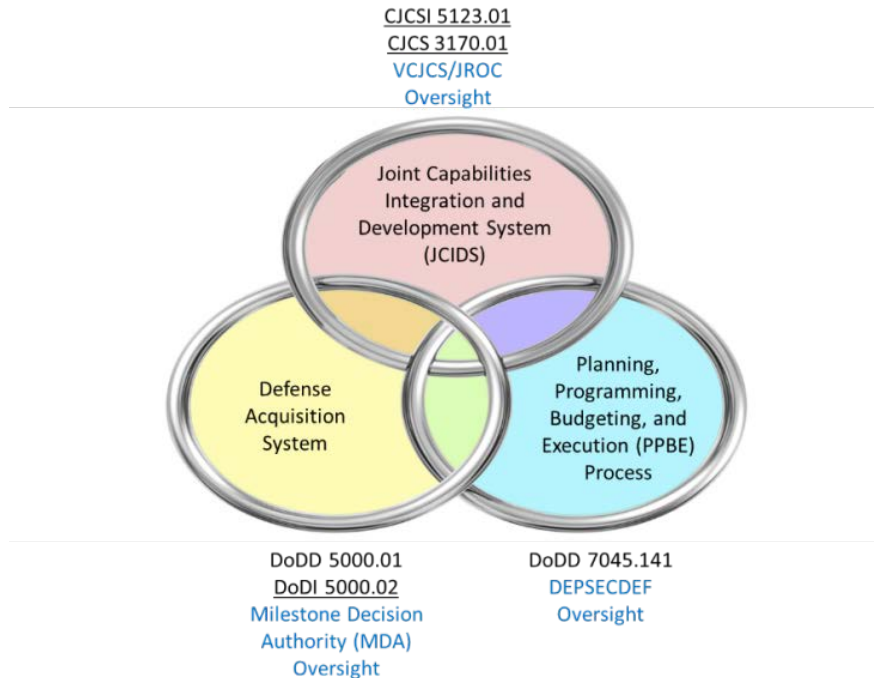 CJCSI 5123.01
CJCS 3170.01
VCJCS/JROC
Oversight
Joint Capabilities
Integration and
Development System
(JCIDS)
Defense
Acquisition
System
Planning,
Programming,
Budgeting, and
Execution (PPBE)
Process
DoDD 5000.01
DoDI 5000.02
Milestone Decision
Authority (MDA)
Oversight
DoDD 7045.141
DEPSECDEF
Oversight